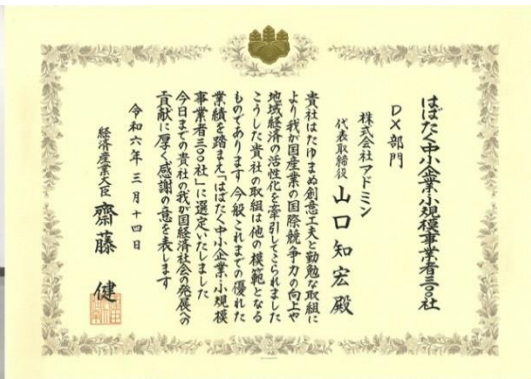 はばたく中小企業・小規模事業者三〇〇社
DX部門
株式会社アドミン
代表取締役 山口知宏 殿
貴社はたゆまぬ創意工夫と勤勉な取組に
より我が国産業の国際競争力の向上や
地域経済の活性化を牽引してこられました
こうした貴社の取組は他の模範となる
ものであります 今般これまでの優れた
業績を踏まえ「はばたく中小企業・小規模
事業者三〇〇社」に選定いたしました
今日までの貴社の我が国経済社会の発展への
貢献に厚く感謝の意を表します
令和六年三月十四日
経済産業大臣 齋藤 健